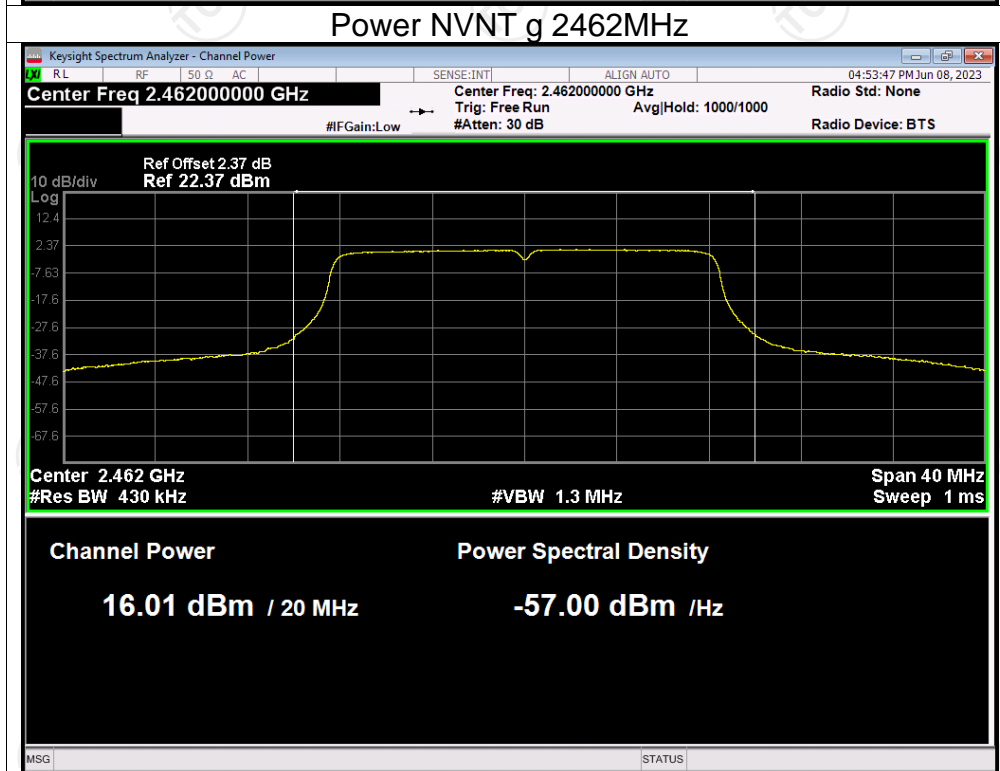 Power NVNT g 2462MHz
Keysight Spectrum Analyzer - Channel Power
LXI RL RF 50 Ω AC SENSE:INT ALIGN AUTO 04:53:47 PM Jun 08, 2023
Center Freq 2.462000000 GHz Center Freq: 2.462000000 GHz Radio Std: None
Trig: Free Run Avg|Hold: 1000/1000
#IFGain:Low #Atten: 30 dB Radio Device: BTS
Ref Offset 2.37 dB
10 dB/div Ref 22.37 dBm
Log
12.4
2.37
-7.63
-17.6
-27.6
-37.6
-47.6
-57.6
-67.6
Center 2.462 GHz Span 40 MHz
#Res BW 430 kHz #VBW 1.3 MHz Sweep 1 ms
Channel Power Power Spectral Density
16.01 dBm / 20 MHz -57.00 dBm /Hz
MSG STATUS